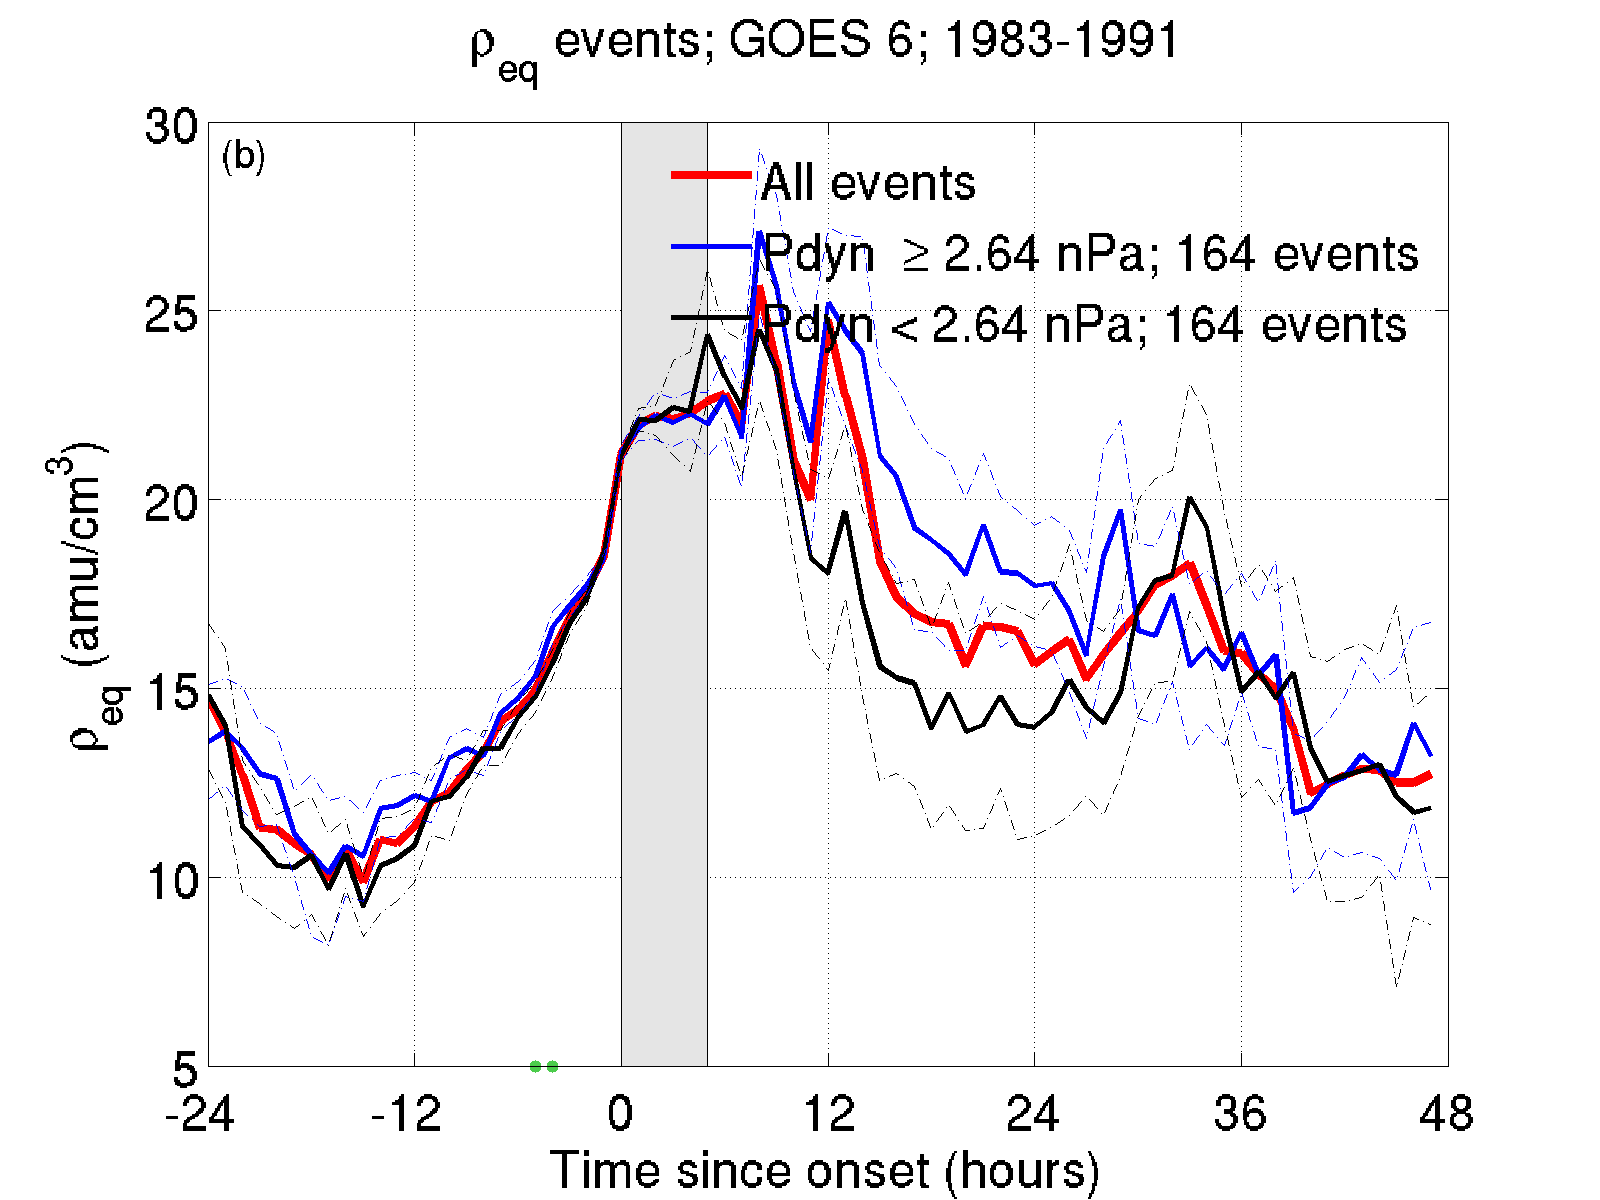 ρeq events; GOES 6; 1983-1991
(b)
All events
Pdyn ≥ 2.64 nPa; 164 events
Pdyn < 2.64 nPa; 164 events
ρeq (amu/cm³)
30
25
20
15
10
5
-24 -12 0 12 24 36 48
Time since onset (hours)